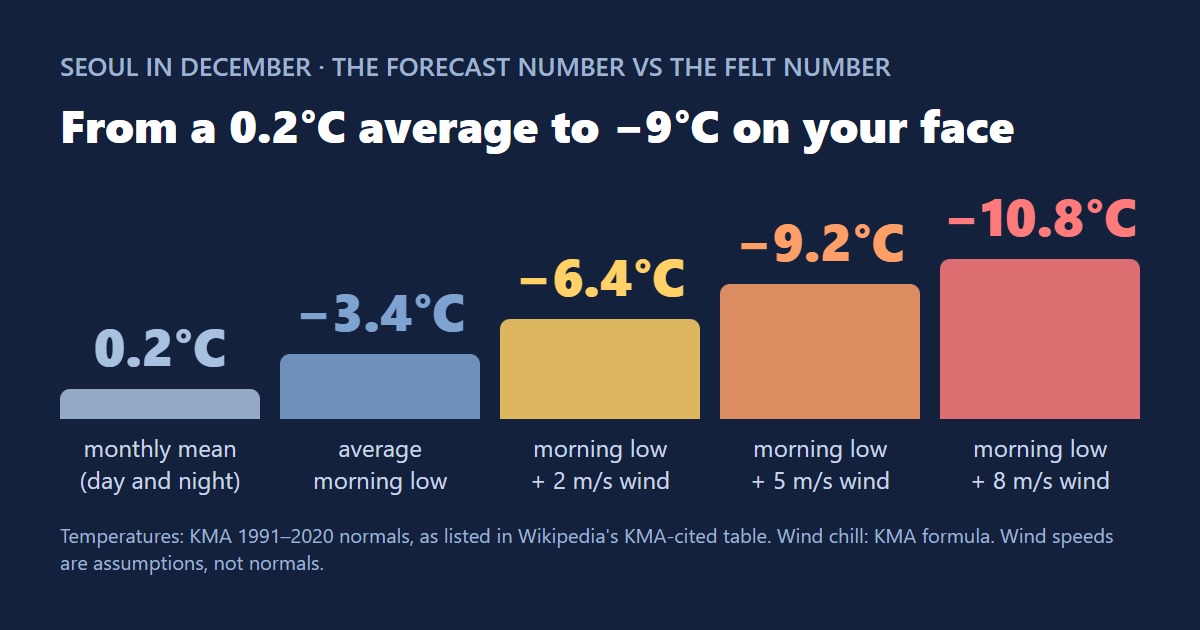 SEOUL IN DECEMBER · THE FORECAST NUMBER VS THE FELT NUMBER
From a 0.2°C average to −9°C on your face
0.2°C
−3.4°C
−6.4°C
−9.2°C
−10.8°C
monthly mean
(day and night)
average
morning low
morning low
+ 2 m/s wind
morning low
+ 5 m/s wind
morning low
+ 8 m/s wind
Temperatures: KMA 1991–2020 normals, as listed in Wikipedia's KMA-cited table. Wind chill: KMA formula. Wind speeds
are assumptions, not normals.